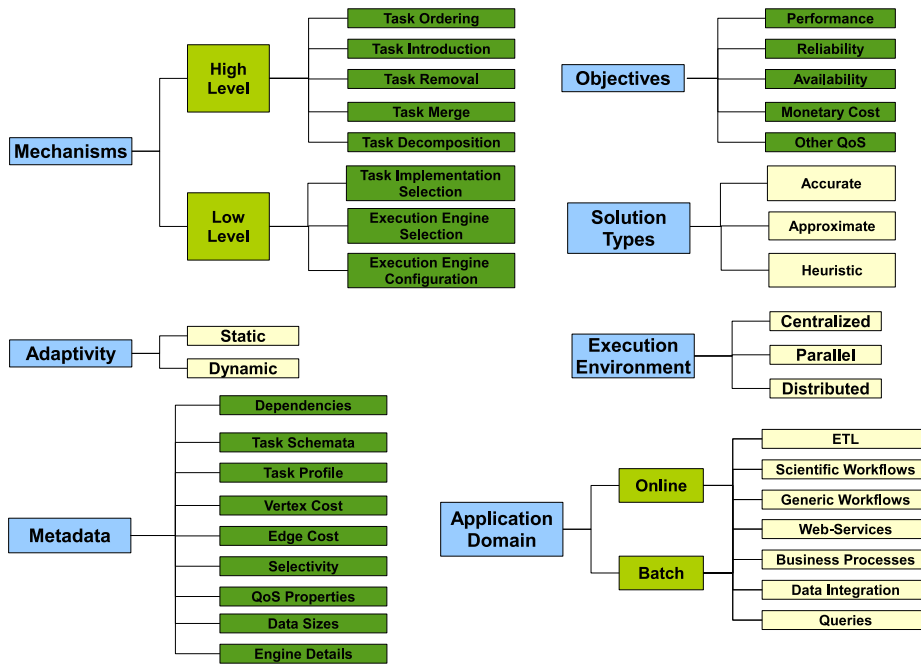 Mechanisms
High
Level
Task Ordering
Task Introduction
Task Removal
Task Merge
Task Decomposition
Low
Level
Task Implementation
Selection
Execution Engine
Selection
Execution Engine
Configuration
Objectives
Performance
Reliability
Availability
Monetary Cost
Other QoS
Solution
Types
Accurate
Approximate
Heuristic
Adaptivity
Static
Dynamic
Execution
Environment
Centralized
Parallel
Distributed
Metadata
Dependencies
Task Schemata
Task Profile
Vertex Cost
Edge Cost
Selectivity
QoS Properties
Data Sizes
Engine Details
Application
Domain
Online
Batch
ETL
Scientific Workflows
Generic Workflows
Web-Services
Business Processes
Data Integration
Queries